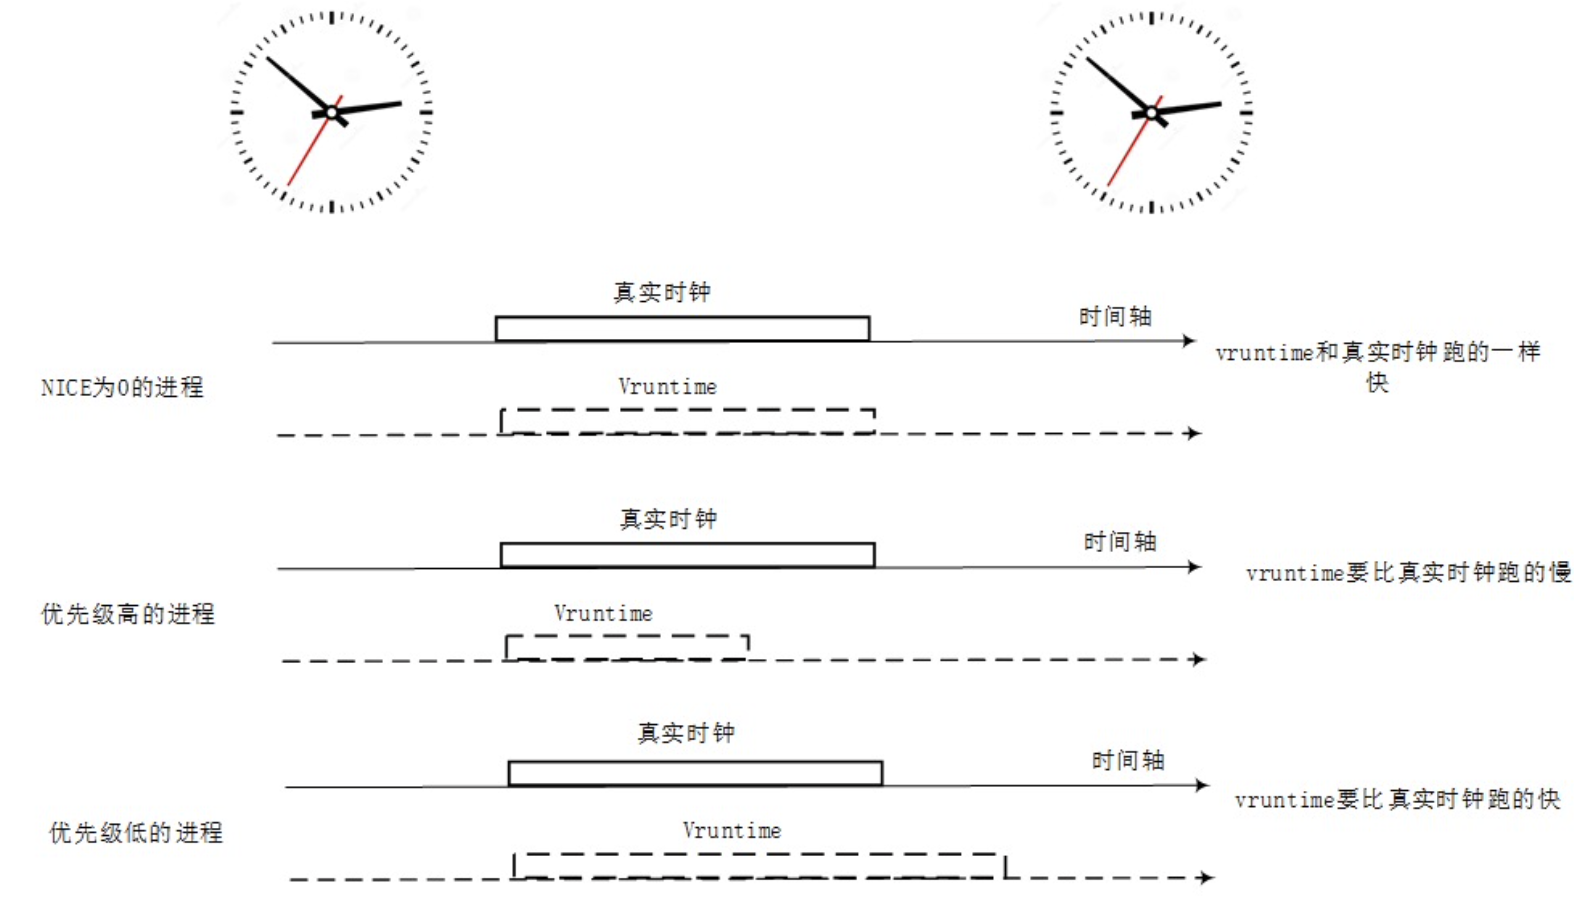 真实时钟
时间轴
vruntime和真实时钟跑的一样
快
NICE为0的进程
Vruntime
真实时钟
时间轴
vruntime要比真实时钟跑的慢
优先级高的进程
Vruntime
真实时钟
时间轴
vruntime要比真实时钟跑的快
优先级低的进程
Vruntime